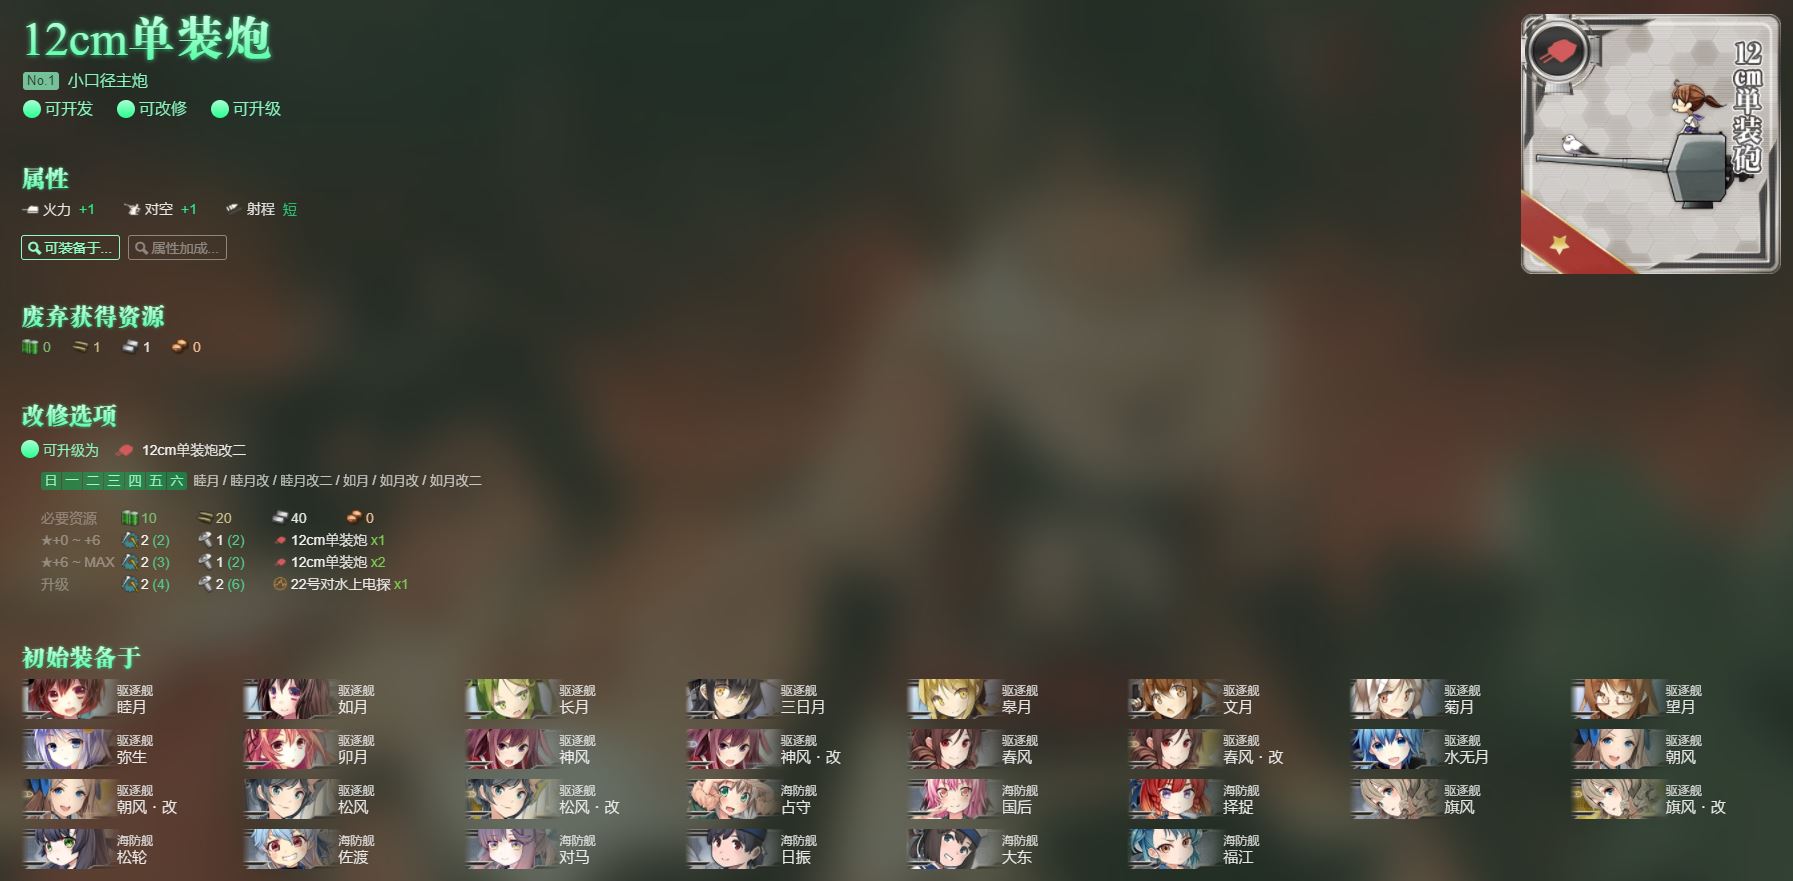 12cm单装炮
No.1 小口径主炮
可开发 可改修 可升级
12cm单装砲
属性
火力 +1 对空 +1 射程 短
可装备于... 属性加成...
废弃获得资源
0 1 1 0
改修选项
可升级为 12cm单装炮改二
日 一 二 三 四 五 六 睦月 / 睦月改 / 睦月改二 / 如月 / 如月改 / 如月改二
必要资源 10 20 40 0
★+0 ~ +6 2 (2) 1 (2) 12cm单装炮 x1
★+6 ~ MAX 2 (3) 1 (2) 12cm单装炮 x2
升级 2 (4) 2 (6) 22号对水上电探 x1
初始装备于
驱逐舰 驱逐舰 驱逐舰 驱逐舰 驱逐舰 驱逐舰 驱逐舰 驱逐舰
睦月 如月 长月 三日月 皋月 文月 菊月 望月
驱逐舰 驱逐舰 驱逐舰 驱逐舰 驱逐舰 驱逐舰 驱逐舰 驱逐舰
弥生 卯月 神风 神风 · 改 春风 春风 · 改 水无月 朝风
驱逐舰 驱逐舰 驱逐舰 海防舰 海防舰 海防舰 驱逐舰 驱逐舰
朝风 · 改 松风 松风 · 改 占守 国后 择捉 旗风 旗风 · 改
海防舰 海防舰 海防舰 海防舰 海防舰 海防舰
松轮 佐渡 对马 日振 大东 福江